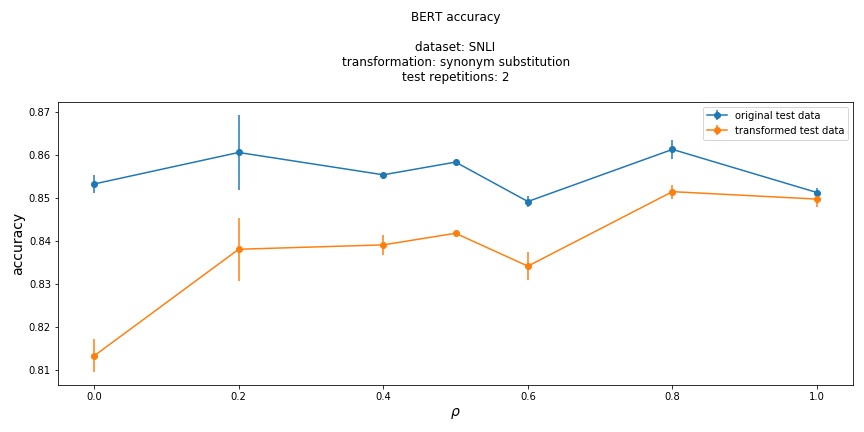 BERT accuracy
dataset: SNLI
transformation: synonym substitution
test repetitions: 2
original test data
transformed test data
accuracy
0.87
0.86
0.85
0.84
0.83
0.82
0.81
0.0 0.2 0.4 0.6 0.8 1.0
ρ